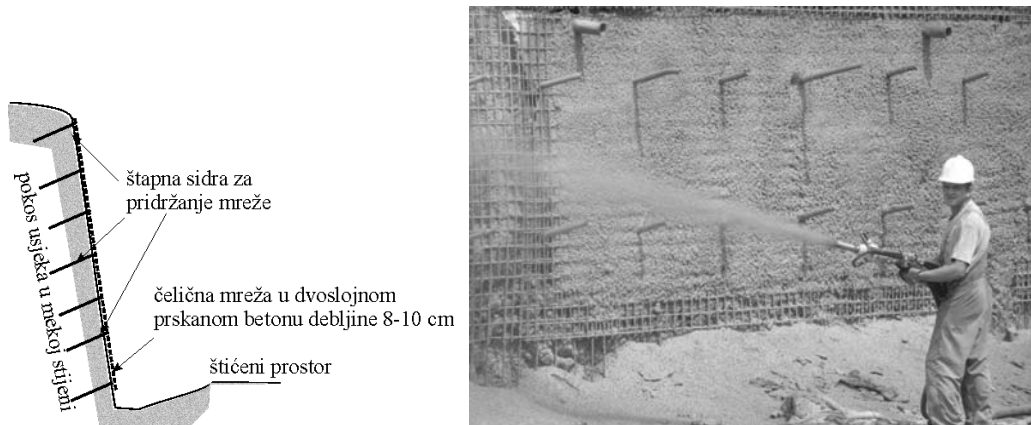 štapna sidra za
pridržanje mreže
pokos usjeka u mekoj stijeni
čelična mreža u dvoslojnom
prskanom betonu debljine 8-10 cm
štićeni prostor